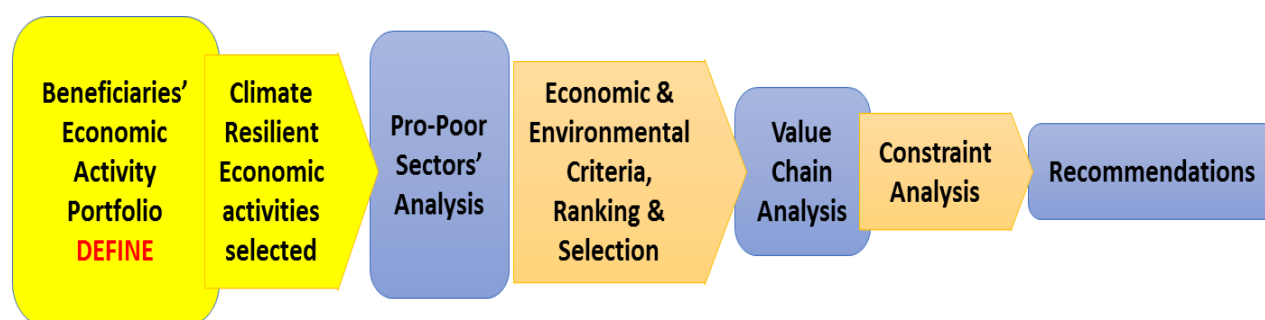 Beneficiaries’
Economic
Activity
Portfolio
DEFINE
Climate
Resilient
Economic
activities
selected
Pro-Poor
Sectors’
Analysis
Economic &
Environmental
Criteria,
Ranking &
Selection
Value
Chain
Analysis
Constraint
Analysis
Recommendations